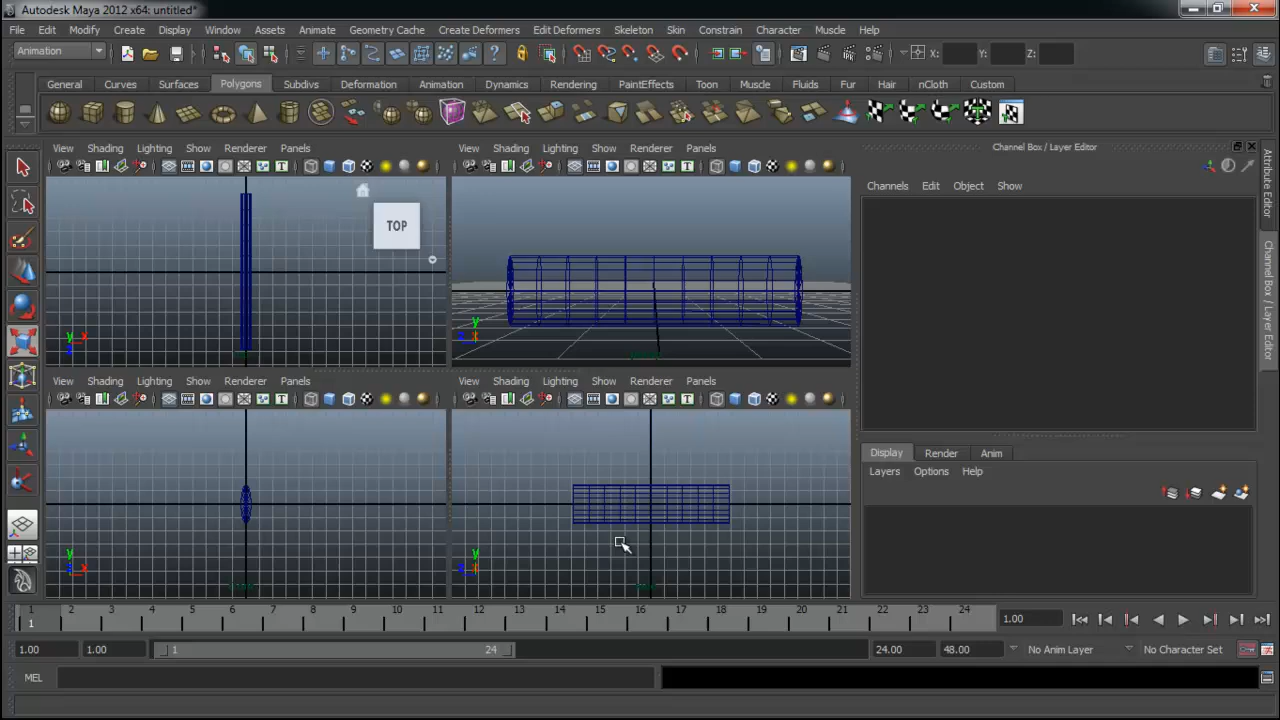 Autodesk Maya 2012 x64: untitled*
File Edit Modify Create Display Window Assets Animate Geometry Cache Create Deformers Edit Deformers Skeleton Skin Constrain Character Muscle Help
Animation X: Y: Z:
General Curves Surfaces Polygons Subdivs Deformation Animation Dynamics Rendering PaintEffects Toon Muscle Fluids Fur Hair nCloth Custom
View Shading Lighting Show Renderer Panels View Shading Lighting Show Renderer Panels Channel Box / Layer Editor
Channels Edit Object Show
TOP
y x z
y
View Shading Lighting Show Renderer Panels View Shading Lighting Show Renderer Panels
Display Render Anim
Layers Options Help
y x
y
Attribute Editor
Channel Box / Layer Editor
1 2 3 4 5 6 7 8 9 10 11 12 13 14 15 16 17 18 19 20 21 22 23 24
1 1.00
1.00 1.00 1 24 24.00 48.00 No Anim Layer No Character Set
MEL